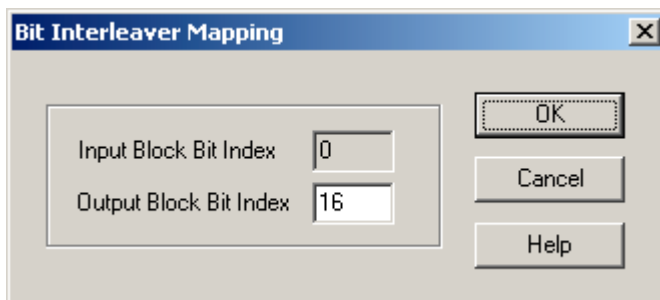 Bit Interleaver Mapping
Input Block Bit Index 0
Output Block Bit Index 16
OK
Cancel
Help